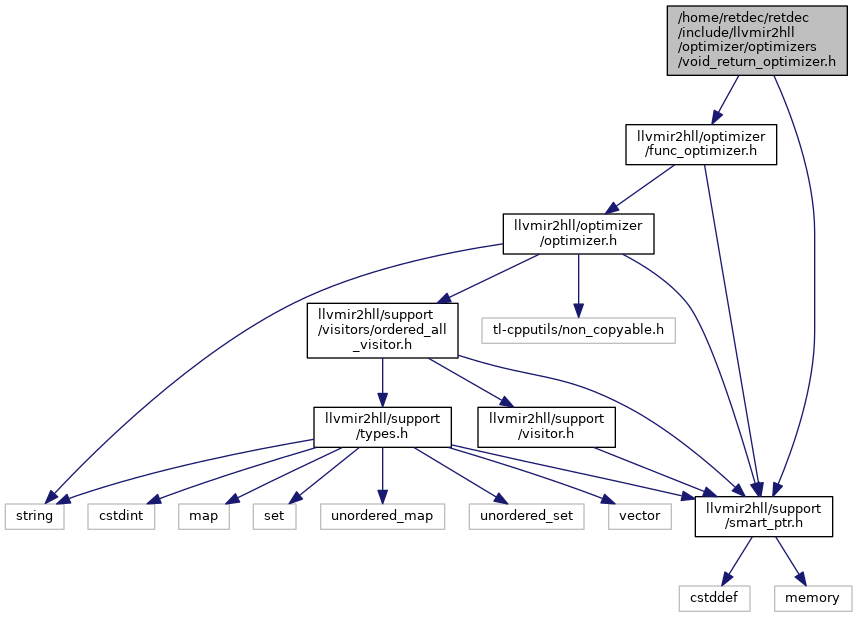 /home/retdec/retdec
/include/llvmir2hll
/optimizer/optimizers
/void_return_optimizer.h
llvmir2hll/optimizer
/func_optimizer.h
llvmir2hll/optimizer
/optimizer.h
llvmir2hll/support
/visitors/ordered_all
_visitor.h
tl-cpputils/non_copyable.h
llvmir2hll/support
/types.h
llvmir2hll/support
/visitor.h
string
cstdint
map
set
unordered_map
unordered_set
vector
llvmir2hll/support
/smart_ptr.h
cstddef
memory